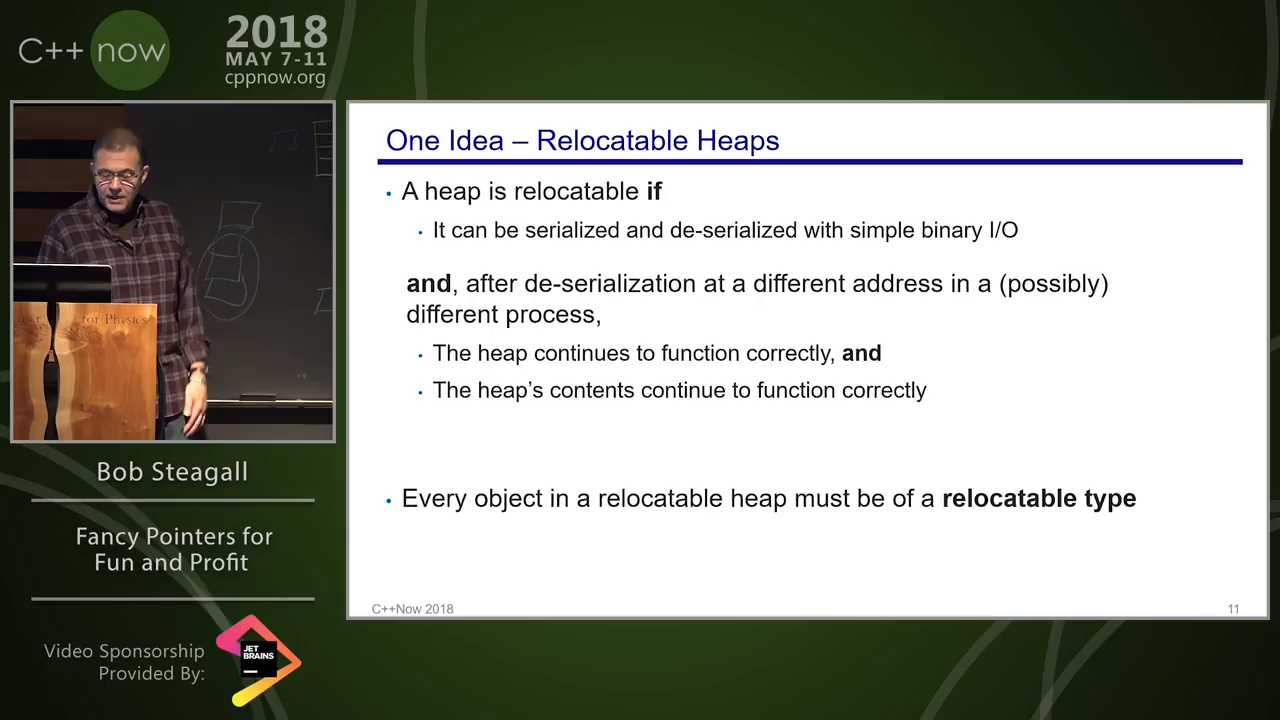 C++ now
2018
MAY 7-11
cppnow.org
One Idea – Relocatable Heaps
• A heap is relocatable if
• It can be serialized and de-serialized with simple binary I/O
and, after de-serialization at a different address in a (possibly)
different process,
• The heap continues to function correctly, and
• The heap's contents continue to function correctly
• Every object in a relocatable heap must be of a relocatable type
C++Now 2018
11
for Physics
Bob Steagall
Fancy Pointers for
Fun and Profit
Video Sponsorship
Provided By:
JET
BRAINS